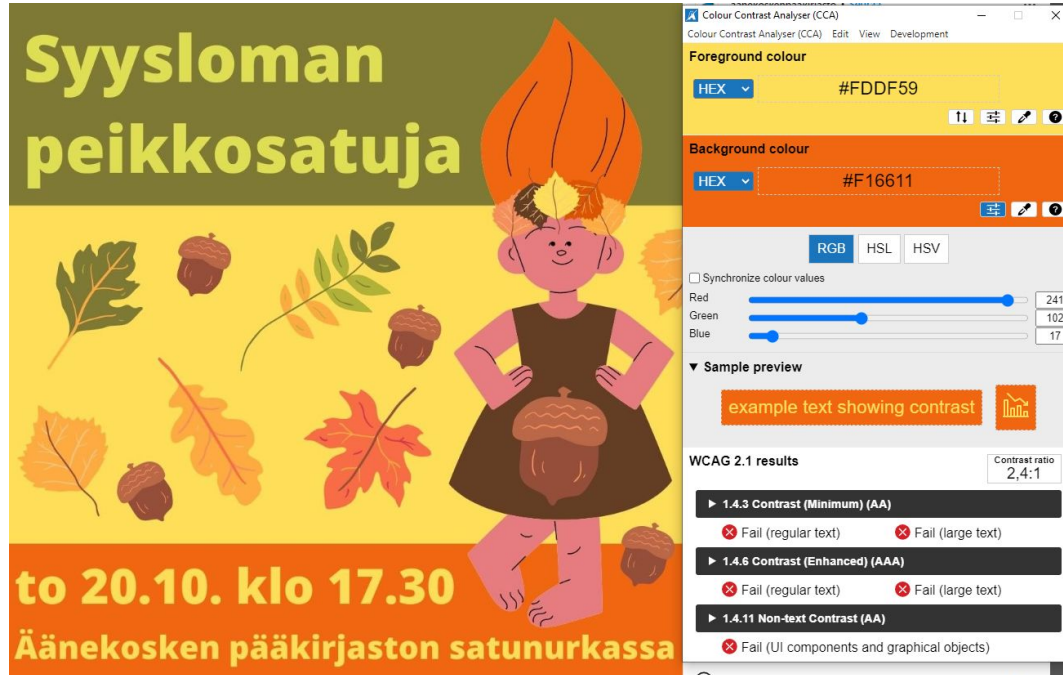 Syysloman
peikkosatuja
to 20.10. klo 17.30
Äänekosken pääkirjaston satunurkassa
Colour Contrast Analyser (CCA)
Colour Contrast Analyser (CCA) Edit View Development
Foreground colour
HEX #FDDF59
Background colour
HEX #F16611
RGB HSL HSV
Synchronize colour values
Red 241
Green 102
Blue 17
▼ Sample preview
example text showing contrast
WCAG 2.1 results
Contrast ratio
2,4:1
▶ 1.4.3 Contrast (Minimum) (AA)
Fail (regular text) Fail (large text)
▶ 1.4.6 Contrast (Enhanced) (AAA)
Fail (regular text) Fail (large text)
▶ 1.4.11 Non-text Contrast (AA)
Fail (UI components and graphical objects)